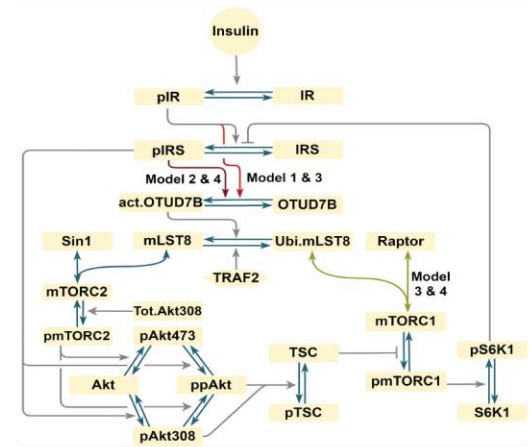 Insulin
pIR IR
pIRS IRS
Model 2 & 4 Model 1 & 3
act.OTUD7B OTUD7B
Sin1 mLST8 Ubi.mLST8 Raptor
TRAF2
Model
3 & 4
mTORC2
Tot.Akt308
mTORC1
pmTORC2 pAkt473 TSC pS6K1
Akt ppAkt pmTORC1
pAkt308 pTSC S6K1